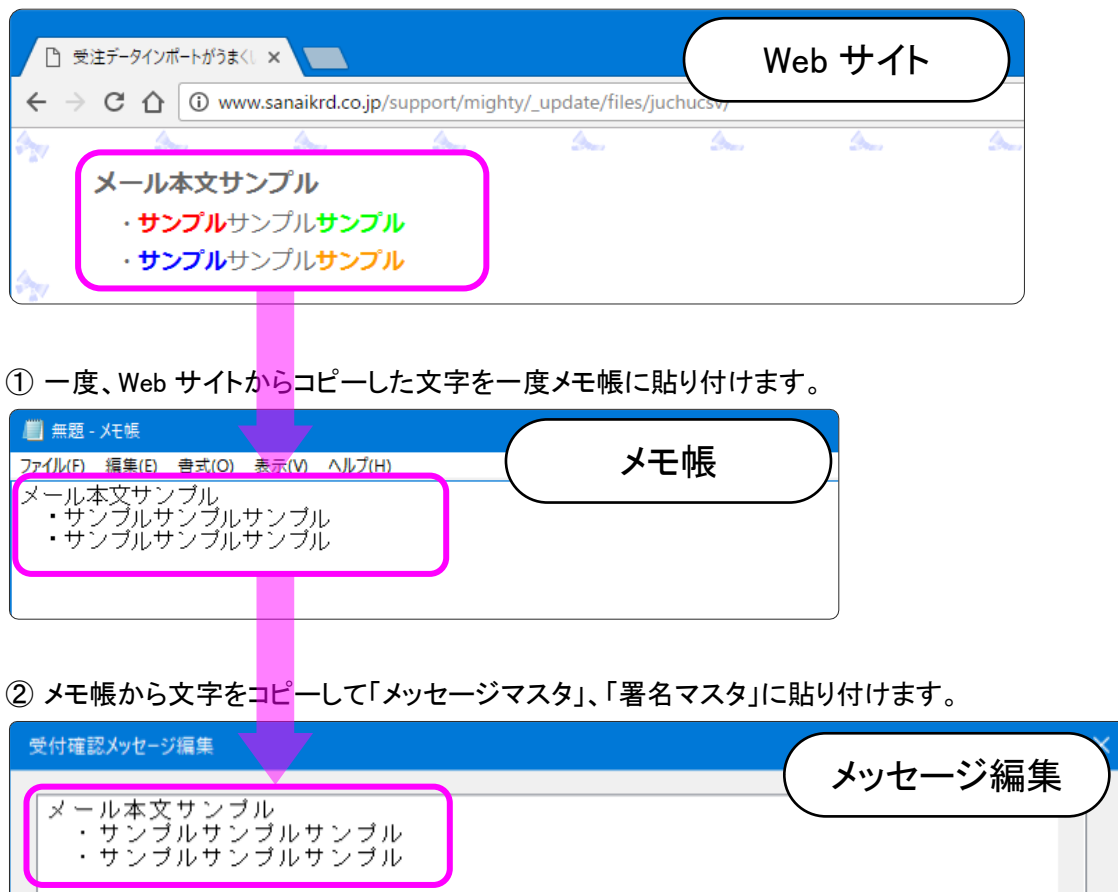 受注データインポートがうまくい
Web サイト
www.sanaikrd.co.jp/support/mighty/_update/files/juchucsv/
メール本文サンプル
・サンプルサンプルサンプル
・サンプルサンプルサンプル
① 一度、Web サイトからコピーした文字を一度メモ帳に貼り付けます。
無題 - メモ帳
メモ帳
ファイル(F) 編集(E) 書式(O) 表示(V) ヘルプ(H)
メール本文サンプル
・サンプルサンプルサンプル
・サンプルサンプルサンプル
② メモ帳から文字をコピーして「メッセージマスタ」、「署名マスタ」に貼り付けます。
受付確認メッセージ編集
メッセージ編集
メール本文サンプル
・サンプルサンプルサンプル
・サンプルサンプルサンプル